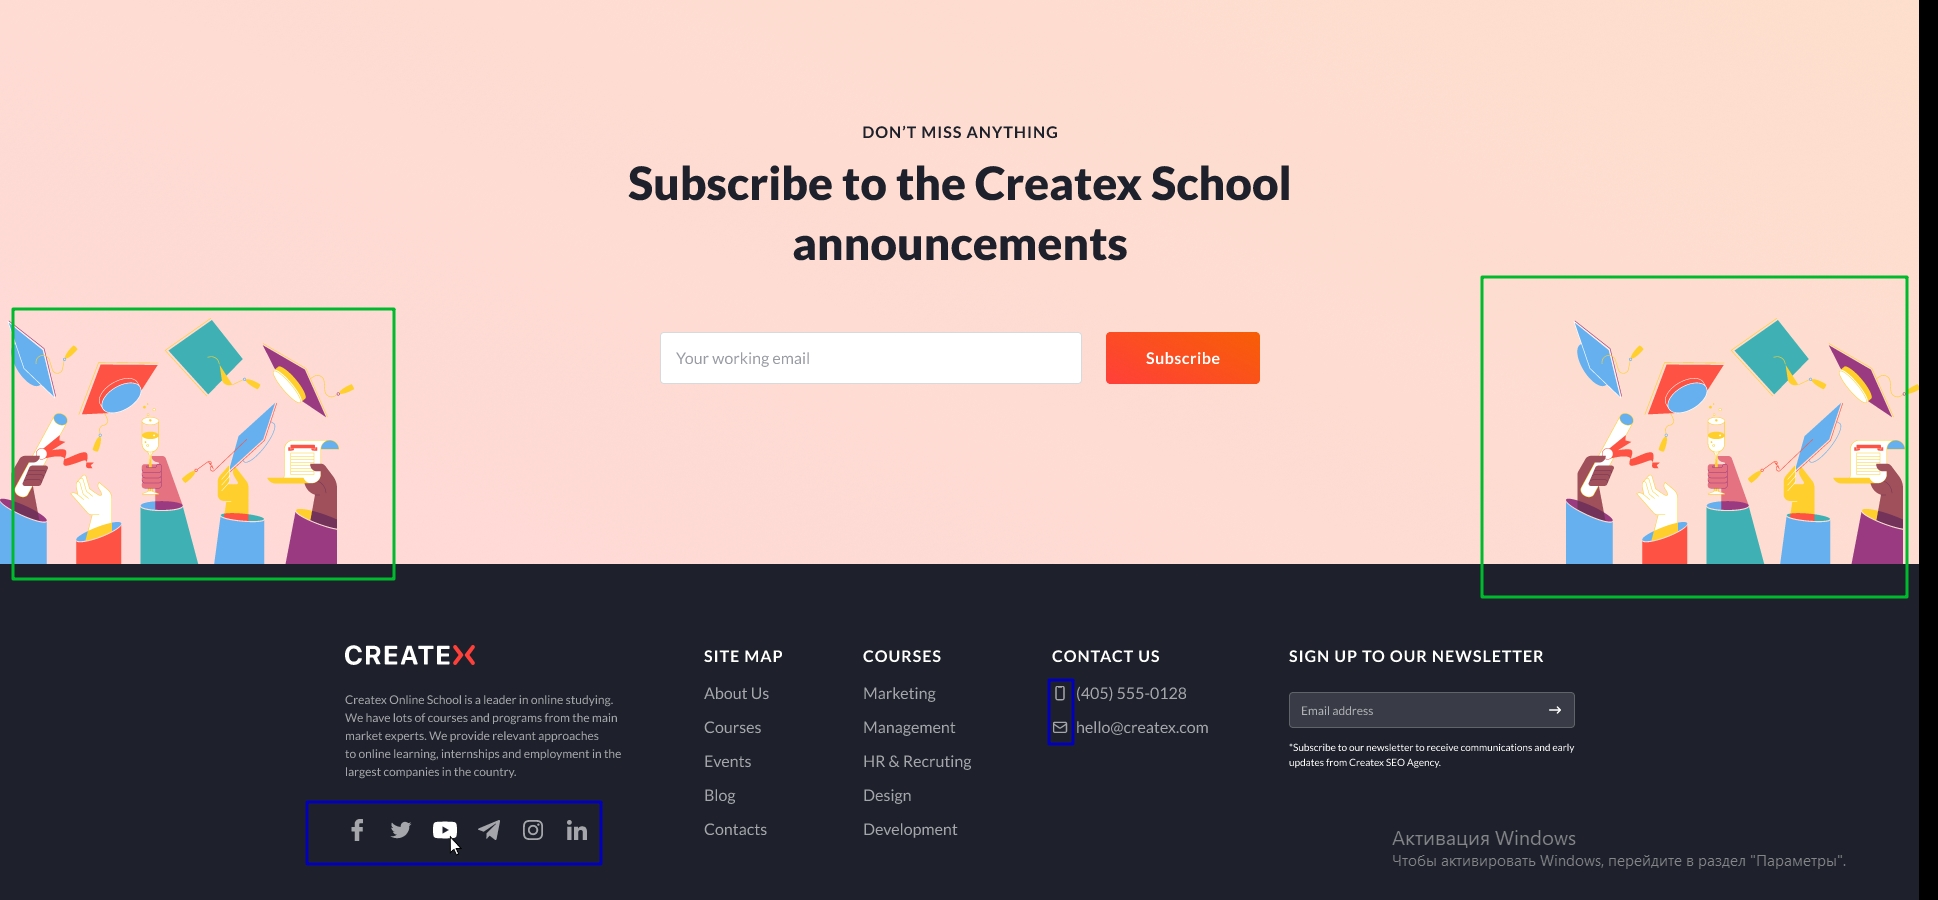 DON’T MISS ANYTHING
Subscribe to the Createx School
announcements
Your working email
Subscribe
CREATEX
Createx Online School is a leader in online studying.
We have lots of courses and programs from the main
market experts. We provide relevant approaches
to online learning, internships and employment in the
largest companies in the country.
SITE MAP
About Us
Courses
Events
Blog
Contacts
COURSES
Marketing
Management
HR & Recruting
Design
Development
CONTACT US
(405) 555-0128
hello@createx.com
SIGN UP TO OUR NEWSLETTER
Email address
*Subscribe to our newsletter to receive communications and early
updates from Createx SEO Agency.
Активация Windows
Чтобы активировать Windows, перейдите в раздел "Параметры".